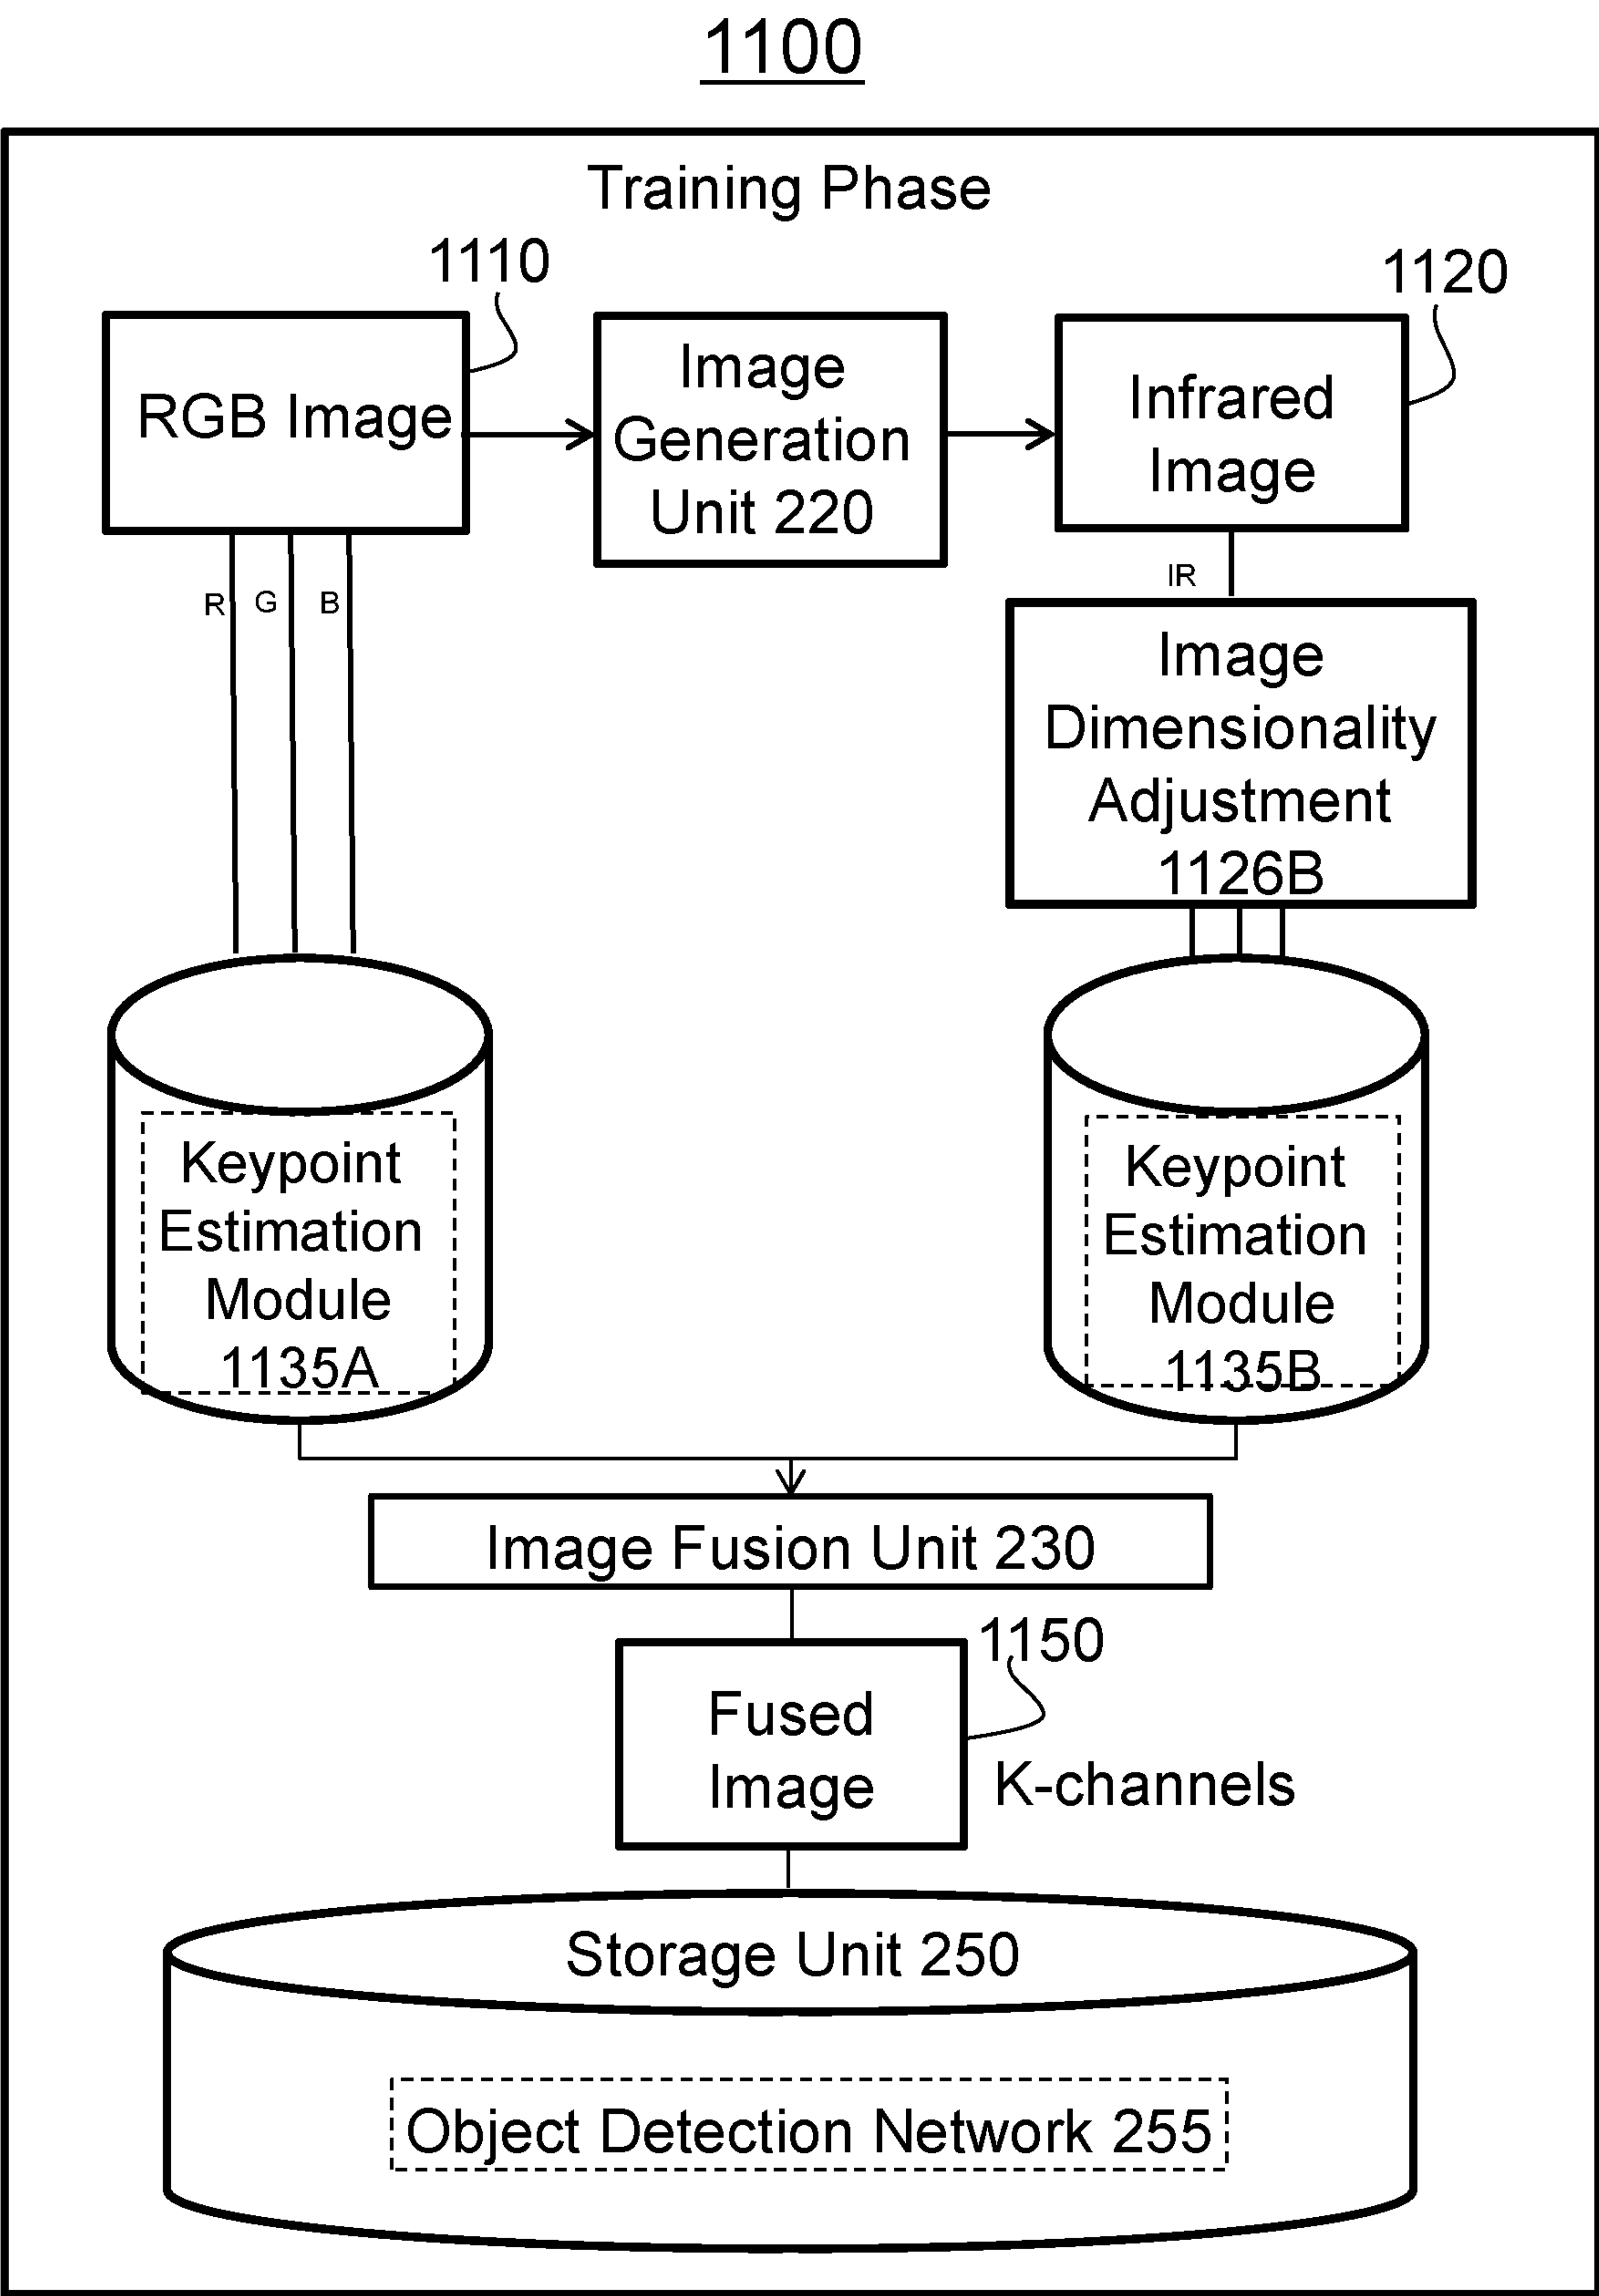 1100
Training Phase
1110
1120
RGB Image
Image
Generation
Unit 220
Infrared
Image
R
G
B
IR
Image
Dimensionality
Adjustment
1126B
Keypoint
Estimation
Module
1135A
Keypoint
Estimation
Module
1135B
Image Fusion Unit 230
1150
Fused
Image
K-channels
Storage Unit 250
Object Detection Network 255